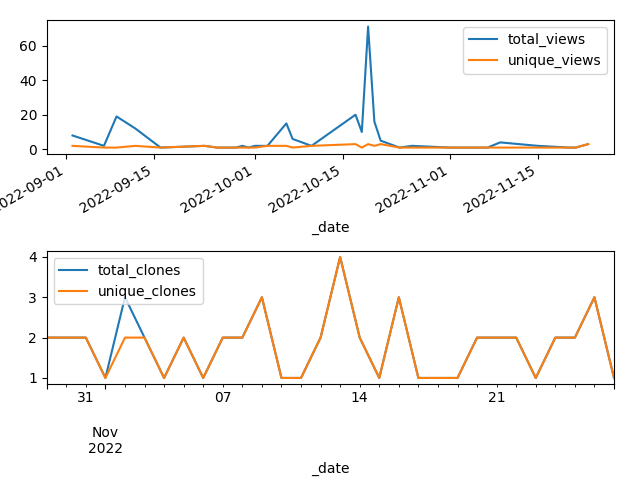 60
40
20
0
total_views
unique_views
2022-09-01
2022-09-15
2022-10-01
2022-10-15
2022-11-01
2022-11-15
_date
4
3
2
1
total_clones
unique_clones
31
07
14
21
Nov
2022
_date